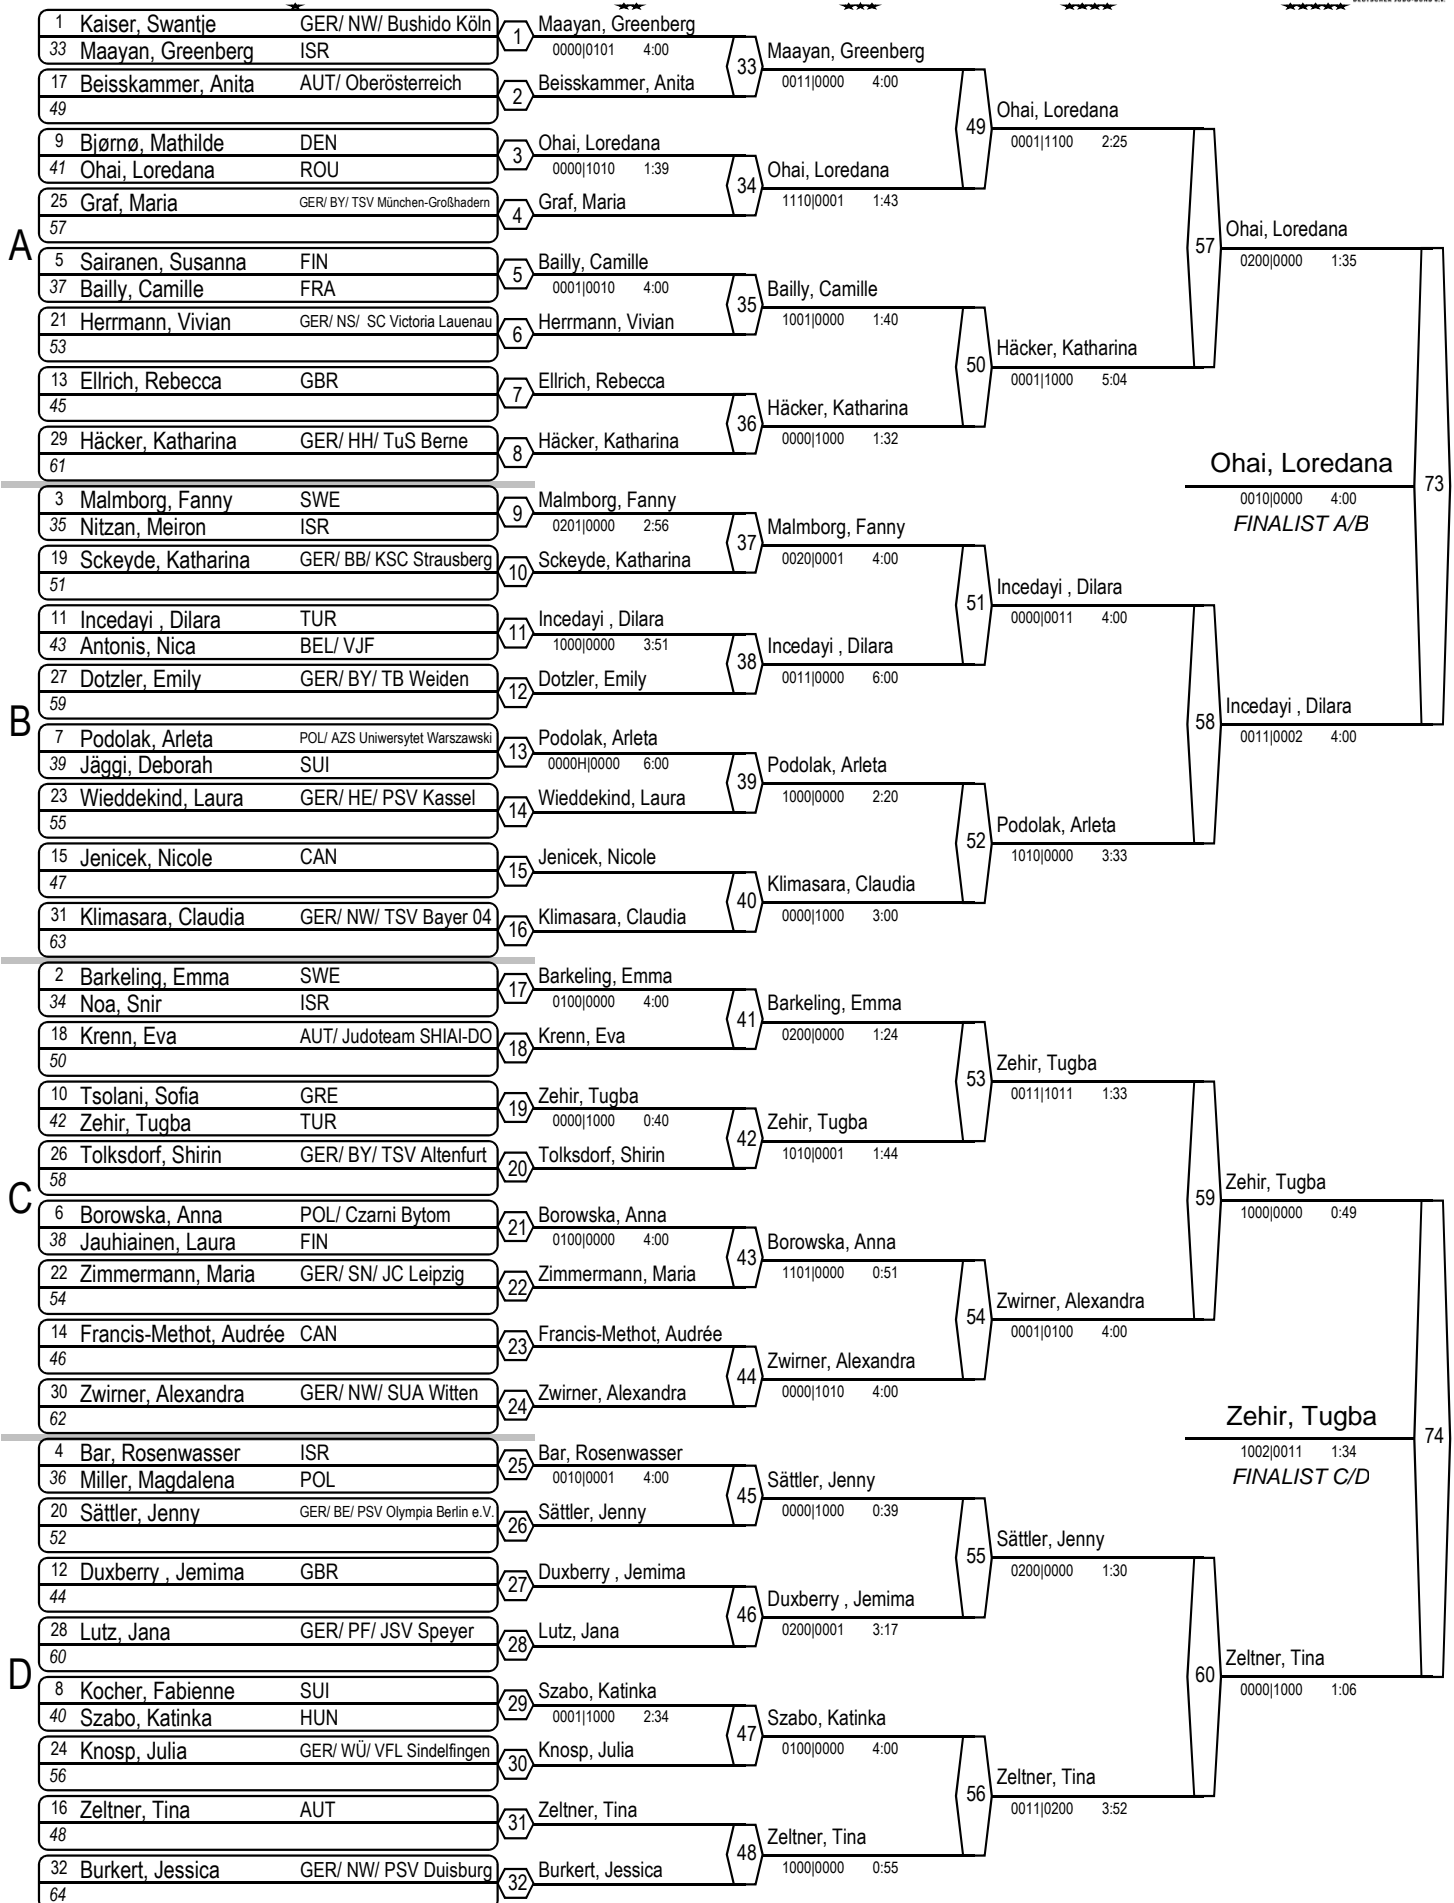 1 Kaiser, Swantje GER/ NW/ Bushido Köln 1 Maayan, Greenberg
33 Maayan, Greenberg ISR 0000|0101 4:00 33 Maayan, Greenberg
17 Beisskammer, Anita AUT/ Oberösterreich 2 Beisskammer, Anita 0011|0000 4:00
49
49 Ohai, Loredana
0001|1100 2:25
9 Bjørnø, Mathilde DEN 3 Ohai, Loredana
41 Ohai, Loredana ROU 0000|1010 1:39 34 Ohai, Loredana
25 Graf, Maria GER/ BY/ TSV München-Großhadern 4 Graf, Maria 1110|0001 1:43
57
A
57 Ohai, Loredana
0200|0000 1:35
5 Sairanen, Susanna FIN 5 Bailly, Camille
37 Bailly, Camille FRA 0001|0010 4:00 35 Bailly, Camille
21 Herrmann, Vivian GER/ NS/ SC Victoria Lauenau 6 Herrmann, Vivian 1001|0000 1:40
53
50 Häcker, Katharina
0001|1000 5:04
13 Ellrich, Rebecca GBR 7 Ellrich, Rebecca
45 36 Häcker, Katharina
29 Häcker, Katharina GER/ HH/ TuS Berne 8 Häcker, Katharina 0000|1000 1:32
61
Ohai, Loredana 73
0010|0000 4:00
FINALIST A/B
3 Malmborg, Fanny SWE 9 Malmborg, Fanny
35 Nitzan, Meiron ISR 0201|0000 2:56 37 Malmborg, Fanny
19 Sckeyde, Katharina GER/ BB/ KSC Strausberg 10 Sckeyde, Katharina 0020|0001 4:00
51
51 Incedayi , Dilara
0000|0011 4:00
11 Incedayi , Dilara TUR 11 Incedayi , Dilara
43 Antonis, Nica BEL/ VJF 1000|0000 3:51 38 Incedayi , Dilara
27 Dotzler, Emily GER/ BY/ TB Weiden 12 Dotzler, Emily 0011|0000 6:00
59
B
58 Incedayi , Dilara
0011|0002 4:00
7 Podolak, Arleta POL/ AZS Uniwersytet Warszawski 13 Podolak, Arleta
39 Jäggi, Deborah SUI 0000H|0000 6:00 39 Podolak, Arleta
23 Wieddekind, Laura GER/ HE/ PSV Kassel 14 Wieddekind, Laura 1000|0000 2:20
55
52 Podolak, Arleta
1010|0000 3:33
15 Jenicek, Nicole CAN 15 Jenicek, Nicole
47 40 Klimasara, Claudia
31 Klimasara, Claudia GER/ NW/ TSV Bayer 04 16 Klimasara, Claudia 0000|1000 3:00
63
2 Barkeling, Emma SWE 17 Barkeling, Emma
34 Noa, Snir ISR 0100|0000 4:00 41 Barkeling, Emma
18 Krenn, Eva AUT/ Judoteam SHIAI-DO 18 Krenn, Eva 0200|0000 1:24
50
53 Zehir, Tugba
0011|1011 1:33
10 Tsolani, Sofia GRE 19 Zehir, Tugba
42 Zehir, Tugba TUR 0000|1000 0:40 42 Zehir, Tugba
26 Tolksdorf, Shirin GER/ BY/ TSV Altenfurt 20 Tolksdorf, Shirin 1010|0001 1:44
58
C
59 Zehir, Tugba
1000|0000 0:49
6 Borowska, Anna POL/ Czarni Bytom 21 Borowska, Anna
38 Jauhiainen, Laura FIN 0100|0000 4:00 43 Borowska, Anna
22 Zimmermann, Maria GER/ SN/ JC Leipzig 22 Zimmermann, Maria 1101|0000 0:51
54
54 Zwirner, Alexandra
0001|0100 4:00
14 Francis-Methot, Audrée CAN 23 Francis-Methot, Audrée
46 44 Zwirner, Alexandra
30 Zwirner, Alexandra GER/ NW/ SUA Witten 24 Zwirner, Alexandra 0000|1010 4:00
62
Zehir, Tugba 74
1002|0011 1:34
FINALIST C/D
4 Bar, Rosenwasser ISR 25 Bar, Rosenwasser
36 Miller, Magdalena POL 0010|0001 4:00 45 Sättler, Jenny
20 Sättler, Jenny GER/ BE/ PSV Olympia Berlin e.V. 26 Sättler, Jenny 0000|1000 0:39
52
55 Sättler, Jenny
0200|0000 1:30
12 Duxberry , Jemima GBR 27 Duxberry , Jemima
44 46 Duxberry , Jemima
28 Lutz, Jana GER/ PF/ JSV Speyer 28 Lutz, Jana 0200|0001 3:17
60
D
60 Zeltner, Tina
0000|1000 1:06
8 Kocher, Fabienne SUI 29 Szabo, Katinka
40 Szabo, Katinka HUN 0001|1000 2:34 47 Szabo, Katinka
24 Knosp, Julia GER/ WÜ/ VFL Sindelfingen 30 Knosp, Julia 0100|0000 4:00
56
56 Zeltner, Tina
0011|0200 3:52
16 Zeltner, Tina AUT 31 Zeltner, Tina
48 48 Zeltner, Tina
32 Burkert, Jessica GER/ NW/ PSV Duisburg 32 Burkert, Jessica 1000|0000 0:55
64